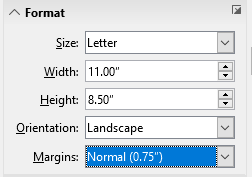 Format
Size: Letter
Width: 11.00"
Height: 8.50"
Orientation: Landscape
Margins: Normal (0.75")